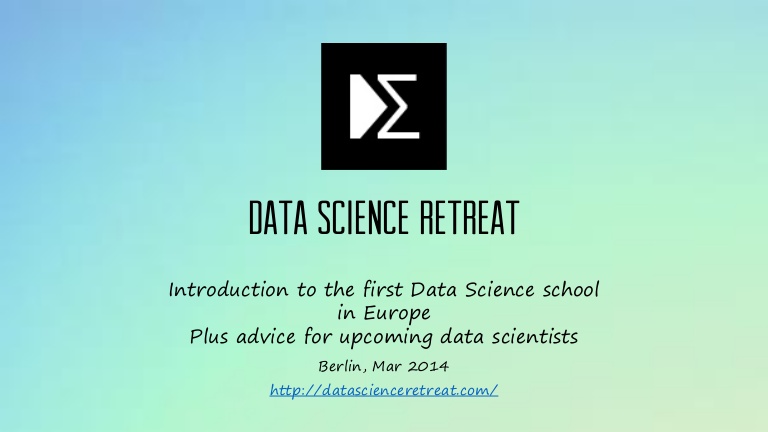 DATA SCIENCE RETREAT
Introduction to the first Data Science school
in Europe
Plus advice for upcoming data scientists
Berlin, Mar 2014
http://datascienceretreat.com/